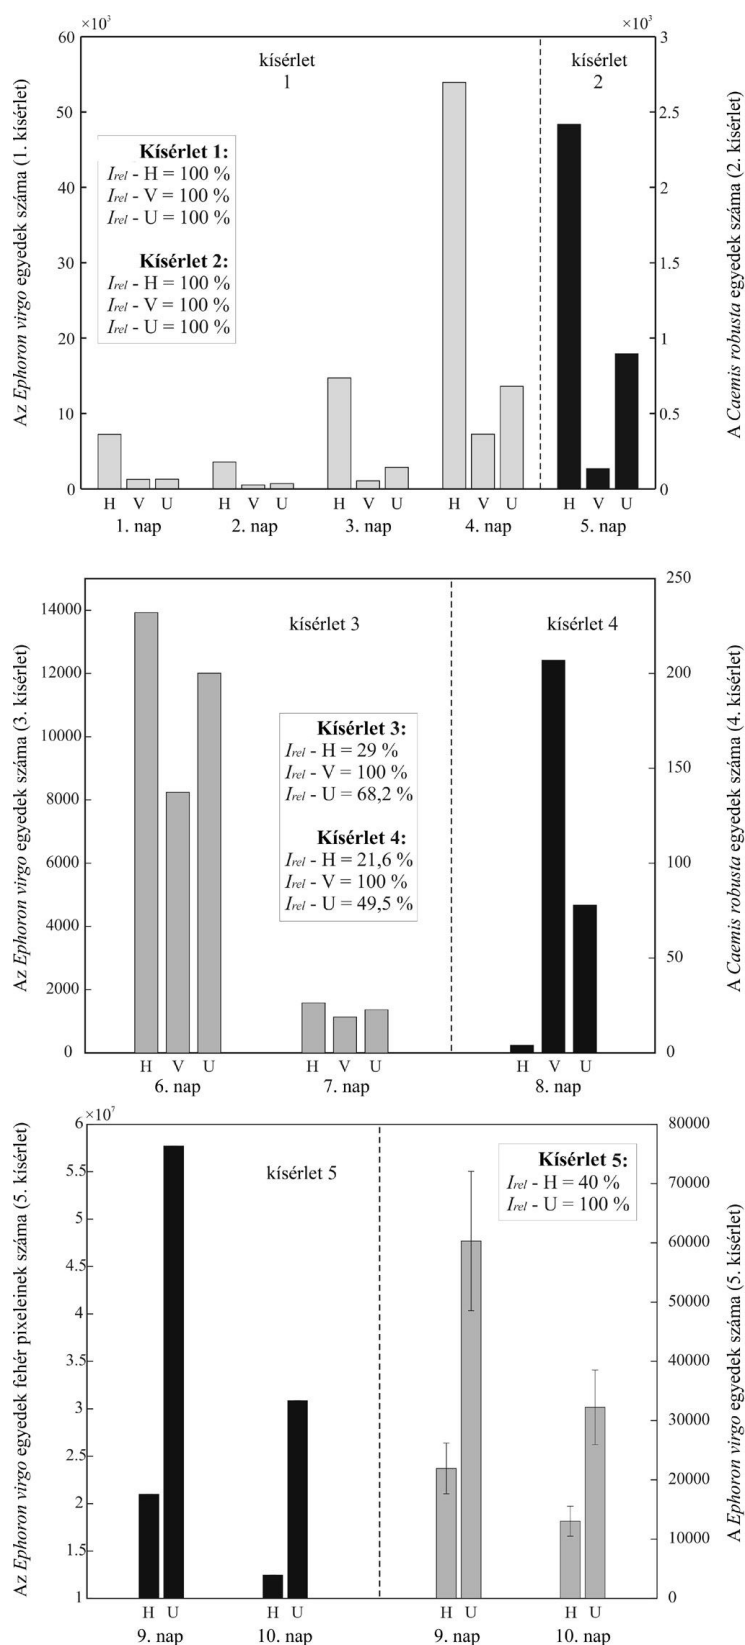 ×10³
×10³
60
50
40
30
20
10
0
3
2.5
2
1.5
1
0.5
0
Az Ephoron virgo egyedek száma (1. kísérlet)
A Caemis robusta egyedek száma (2. kísérlet)
kísérlet
1
kísérlet
2
Kísérlet 1:
Irel - H = 100 %
Irel - V = 100 %
Irel - U = 100 %
Kísérlet 2:
Irel - H = 100 %
Irel - V = 100 %
Irel - U = 100 %
H V U H V U H V U H V U H V U
1. nap 2. nap 3. nap 4. nap 5. nap
14000
12000
10000
8000
6000
4000
2000
0
250
200
150
100
50
0
Az Ephoron virgo egyedek száma (3. kísérlet)
A Caemis robusta egyedek száma (4. kísérlet)
kísérlet 3
kísérlet 4
Kísérlet 3:
Irel - H = 29 %
Irel - V = 100 %
Irel - U = 68,2 %
Kísérlet 4:
Irel - H = 21,6 %
Irel - V = 100 %
Irel - U = 49,5 %
H V U H V U H V U
6. nap 7. nap 8. nap
×10⁷
6
5.5
5
4.5
4
3.5
3
2.5
2
1.5
1
80000
70000
60000
50000
40000
30000
20000
10000
0
Az Ephoron virgo egyedek fehér pixeleinek száma (5. kísérlet)
A Ephoron virgo egyedek száma (5. kísérlet)
kísérlet 5
Kísérlet 5:
Irel - H = 40 %
Irel - U = 100 %
H U H U H U H U
9. nap 10. nap 9. nap 10. nap